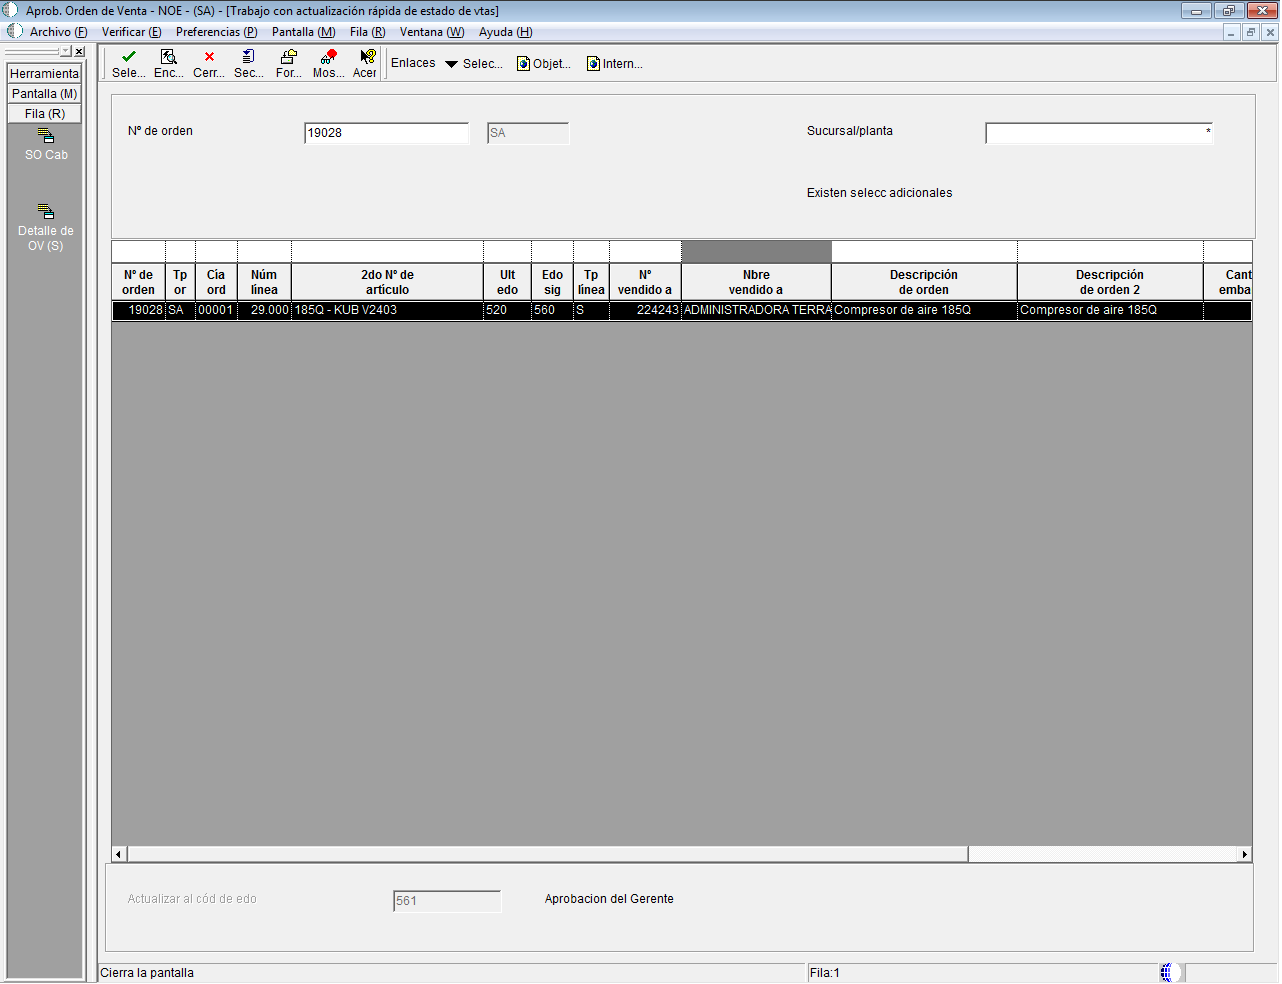 Aprob. Orden de Venta - NOE - (SA) - [Trabajo con actualización rápida de estado de vtas]
Archivo (F) Verificar (E) Preferencias (P) Pantalla (M) Fila (R) Ventana (W) Ayuda (H)
Herramienta
Pantalla (M)
Fila (R)
SO Cab
Detalle de
OV (S)
Sele... Enc... Cerr... Sec... For... Mos... Acer Enlaces Selec... Objet... Intern...
Nº de orden 19028 SA Sucursal/planta *
Existen selecc adicionales
Nº de orden Tp or Cía ord Núm línea 2do Nº de artículo Ult edo Edo sig Tp línea Nº vendido a Nbre vendido a Descripción de orden Descripción de orden 2 Cant emba
19028 SA 00001 29.000 185Q - KUB V2403 520 560 S 224243 ADMINISTRADORA TERRA Compresor de aire 185Q Compresor de aire 185Q
Actualizar al cód de edo 561 Aprobacion del Gerente
Cierra la pantalla Fila:1